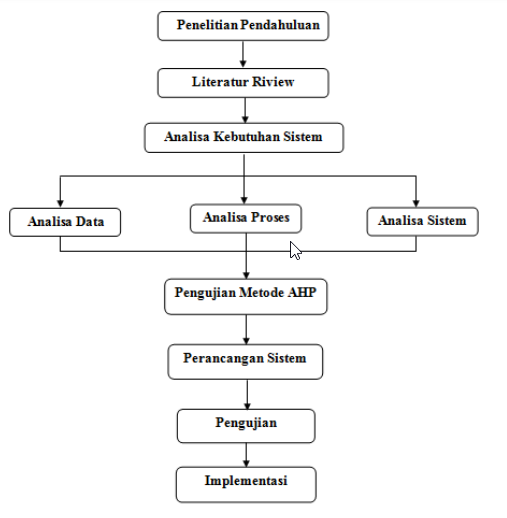 Penelitian Pendahuluan
Literatur Riview
Analisa Kebutuhan Sistem
Analisa Data
Analisa Proses
Analisa Sistem
Pengujian Metode AHP
Perancangan Sistem
Pengujian
Implementasi